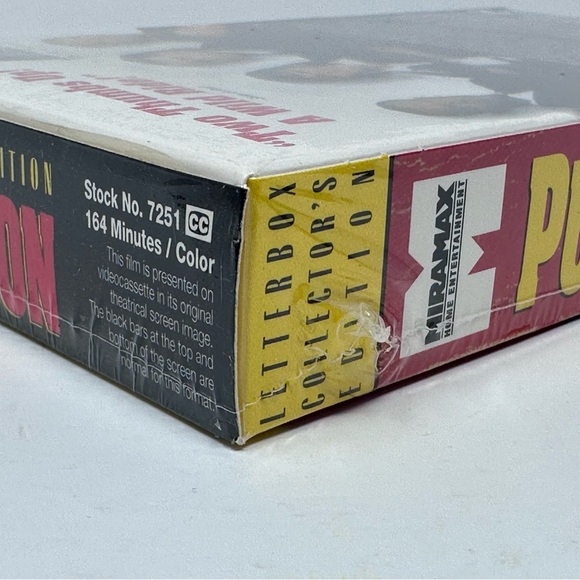 "Two Thumbs Up!
A WILD RIDE!"
ITION
ON
Stock No. 7251 CC
164 Minutes / Color
This film is presented on
videocassette in its original
theatrical screen image.
The black bars at the top and
bottom of the screen are
normal for this format.
LETTERBOX
COLLECTOR'S
EDITION
MIRAMAX
HOME ENTERTAINMENT
PU